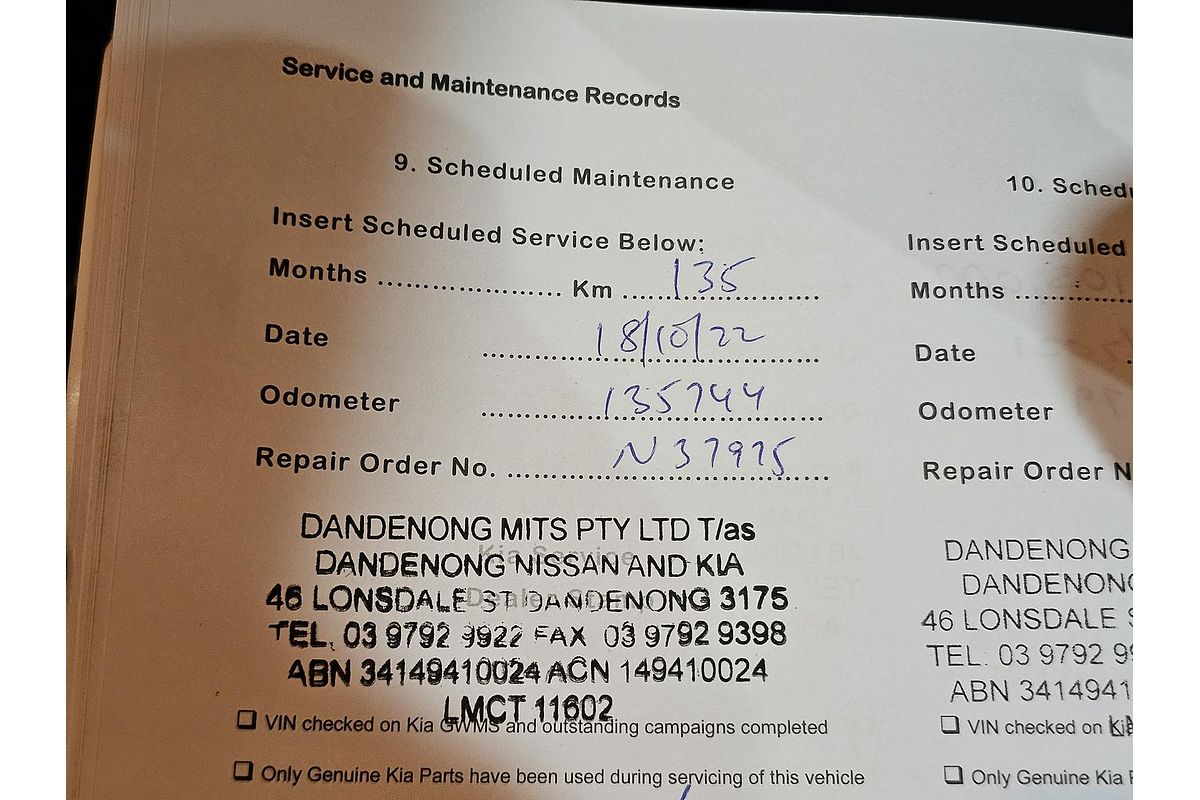 Service and Maintenance Records
9. Scheduled Maintenance
Insert Scheduled Service Below:
Months .................... Km 135
Date 18/10/22
Odometer 135744
Repair Order No. N37975
DANDENONG MITS PTY LTD T/as
Kia Service
DANDENONG NISSAN AND KIA
46 LONSDALE ST DANDENONG 3175
TEL. 03 9792 9922 FAX 03 9792 9398
ABN 34149410024 ACN 149410024
LMCT 11602
VIN checked on Kia GWMS and outstanding campaigns completed
Only Genuine Kia Parts have been used during servicing of this vehicle
10. Schedu
Insert Scheduled
Months ............
Date
Odometer
Repair Order N
DANDENONG
DANDENONG
46 LONSDALE S
TEL. 03 9792 99
ABN 3414941
VIN checked on Kia
Only Genuine Kia P